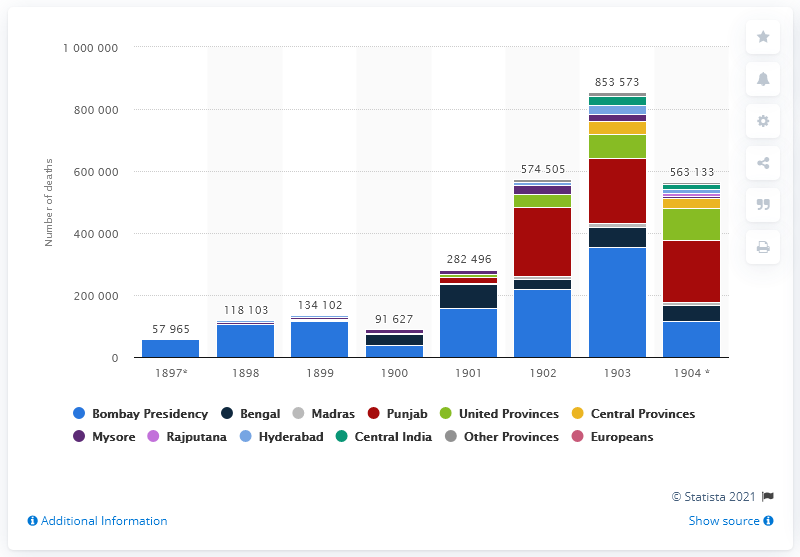 1 000 000
853 573
800 000
Number of deaths
600 000
574 505
563 133
400 000
282 496
200 000
118 103
134 102
91 627
57 965
0
1897* 1898 1899 1900 1901 1902 1903 1904 *
Bombay Presidency Bengal Madras Punjab United Provinces Central Provinces
Mysore Rajputana Hyderabad Central India Other Provinces Europeans
© Statista 2021
Additional Information Show source